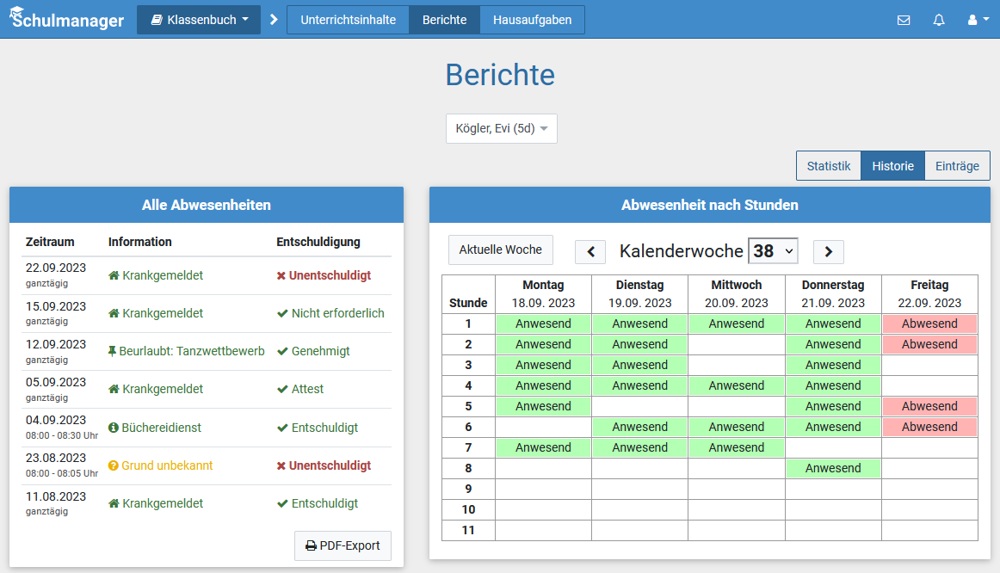 Schulmanager Klassenbuch Unterrichtsinhalte Berichte Hausaufgaben
Berichte
Kögler, Evi (5d)
Statistik Historie Einträge
Alle Abwesenheiten
Zeitraum Information Entschuldigung
22.09.2023
ganztägig
Krankgemeldet Unentschuldigt
15.09.2023
ganztägig
Krankgemeldet Nicht erforderlich
12.09.2023
ganztägig
Beurlaubt: Tanzwettbewerb Genehmigt
05.09.2023
ganztägig
Krankgemeldet Attest
04.09.2023
08:00 - 08:30 Uhr
Büchereidienst Entschuldigt
23.08.2023
08:00 - 08:05 Uhr
Grund unbekannt Unentschuldigt
11.08.2023
ganztägig
Krankgemeldet Entschuldigt
PDF-Export
Abwesenheit nach Stunden
Aktuelle Woche Kalenderwoche 38
Montag Dienstag Mittwoch Donnerstag Freitag
Stunde 18.09. 2023 19.09. 2023 20.09. 2023 21.09. 2023 22.09. 2023
1 Anwesend Anwesend Anwesend Anwesend Abwesend
2 Anwesend Anwesend Anwesend Abwesend
3 Anwesend Anwesend Anwesend
4 Anwesend Anwesend Anwesend Anwesend
5 Anwesend Anwesend Abwesend
6 Anwesend Anwesend Anwesend Abwesend
7 Anwesend Anwesend Anwesend
8 Anwesend
9
10
11